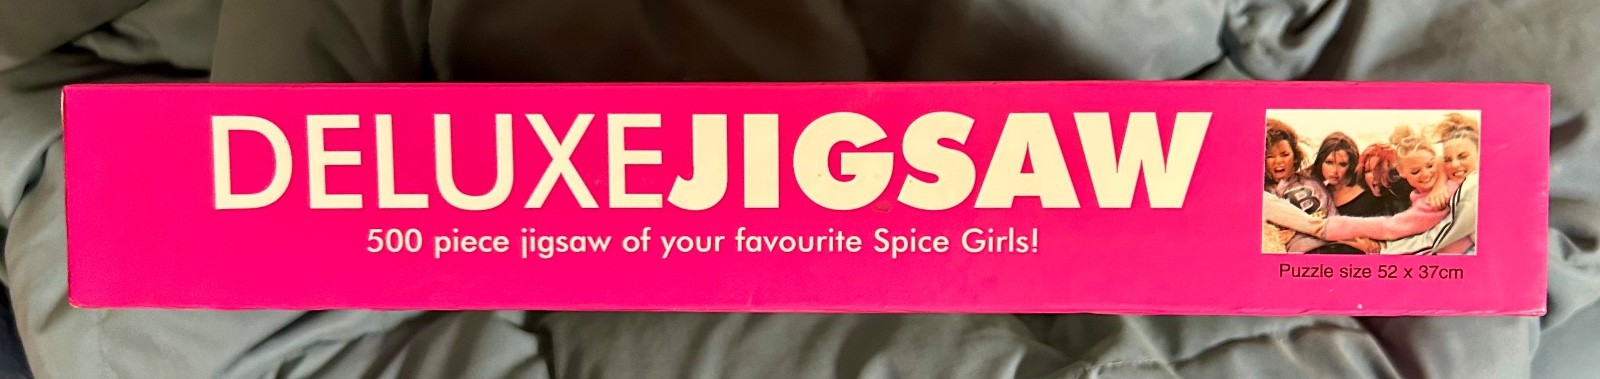 DELUXEJIGSAW
500 piece jigsaw of your favourite Spice Girls!
B
Puzzle size 52 x 37cm